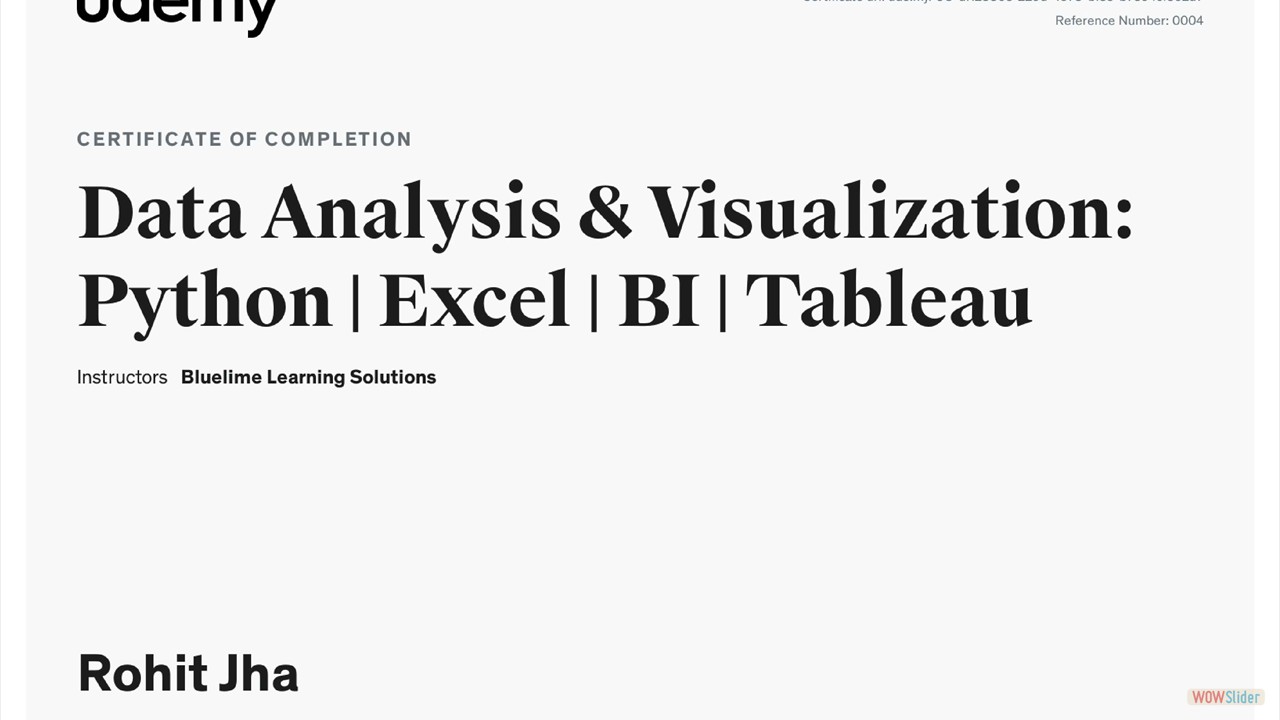 udemy
Reference Number: 0004
CERTIFICATE OF COMPLETION
Data Analysis & Visualization:
Python | Excel | BI | Tableau
Instructors Bluelime Learning Solutions
Rohit Jha
WOWSlider